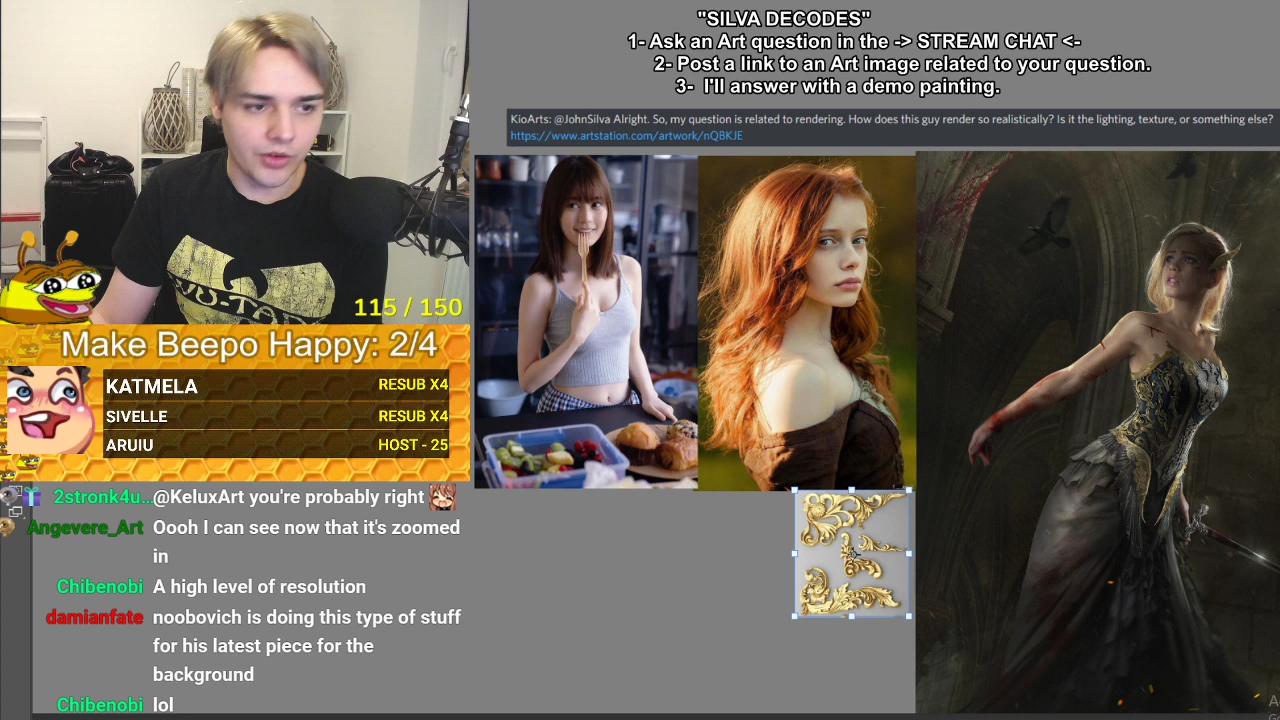 "SILVA DECODES"
1- Ask an Art question in the -> STREAM CHAT <-
2- Post a link to an Art image related to your question.
3- I'll answer with a demo painting.
KioArts: @JohnSilva Alright. So, my question is related to rendering. How does this guy render so realistically? Is it the lighting, texture, or something else?
https://www.artstation.com/artwork/nQBKJE
WU-TA
115 / 150
Make Beepo Happy: 2/4
KATMELA RESUB X4
SIVELLE RESUB X4
ARUIU HOST - 25
2stronk4u... @KeluxArt you're probably right
Angevere_Art Oooh I can see now that it's zoomed
in
Chibenobi A high level of resolution
damianfate noobovich is doing this type of stuff
for his latest piece for the
background
Chibenobi lol